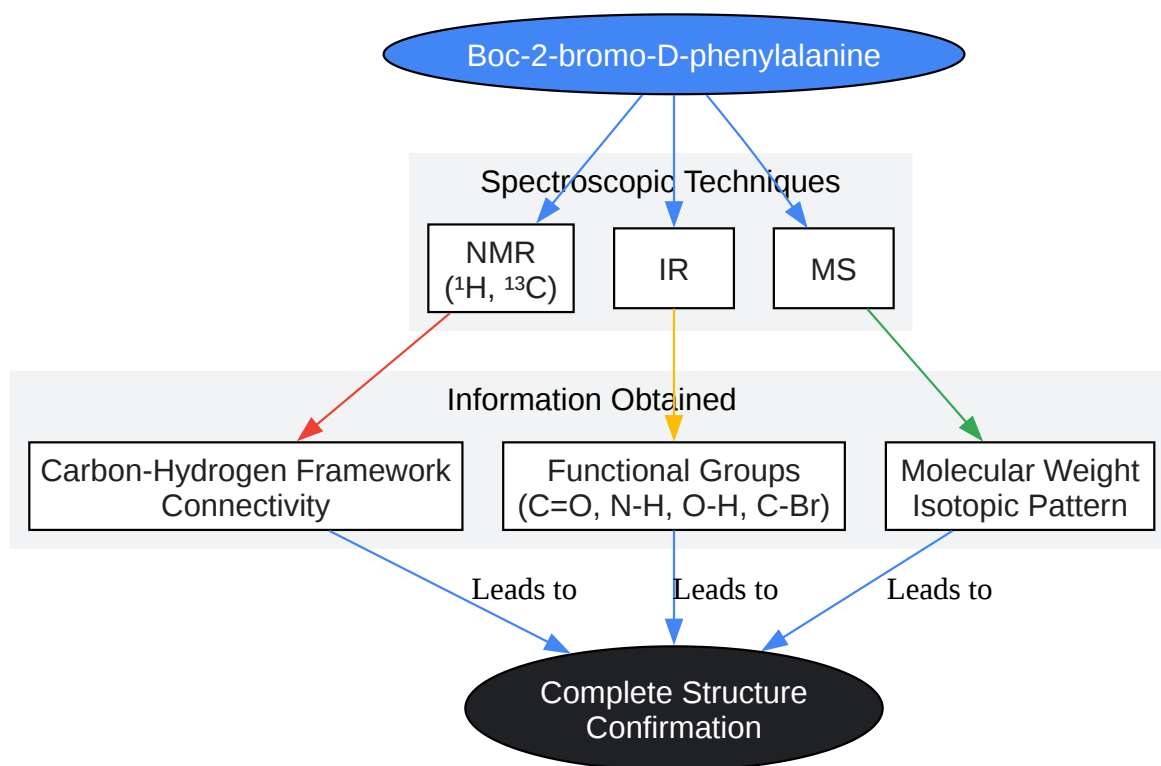 Boc-2-bromo-D-phenylalanine
Spectroscopic Techniques
NMR
(¹H, ¹³C)
IR
MS
Information Obtained
Carbon-Hydrogen Framework
Connectivity
Functional Groups
(C=O, N-H, O-H, C-Br)
Molecular Weight
Isotopic Pattern
Leads to
Leads to
Leads to
Complete Structure
Confirmation